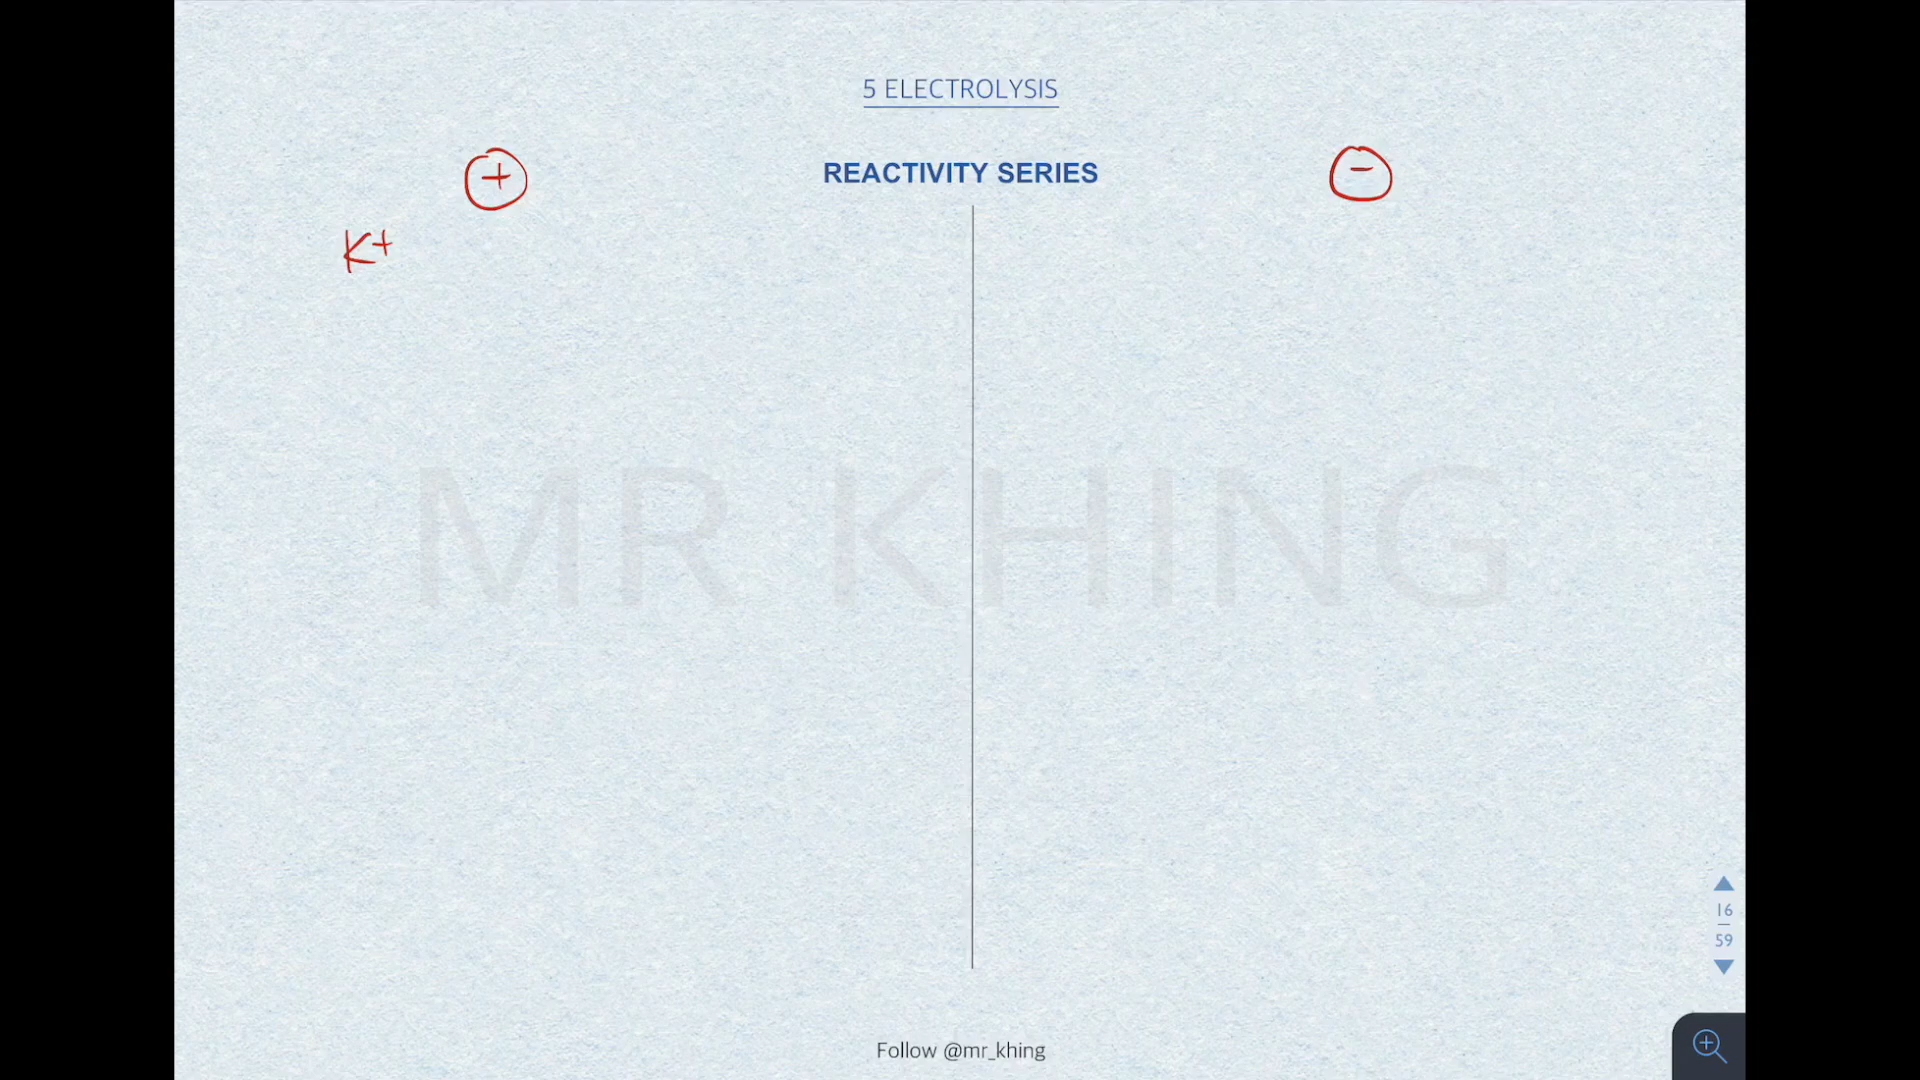 5 ELECTROLYSIS
+
REACTIVITY SERIES
-
K+
MR KHING
16
59
Follow @mr_khing